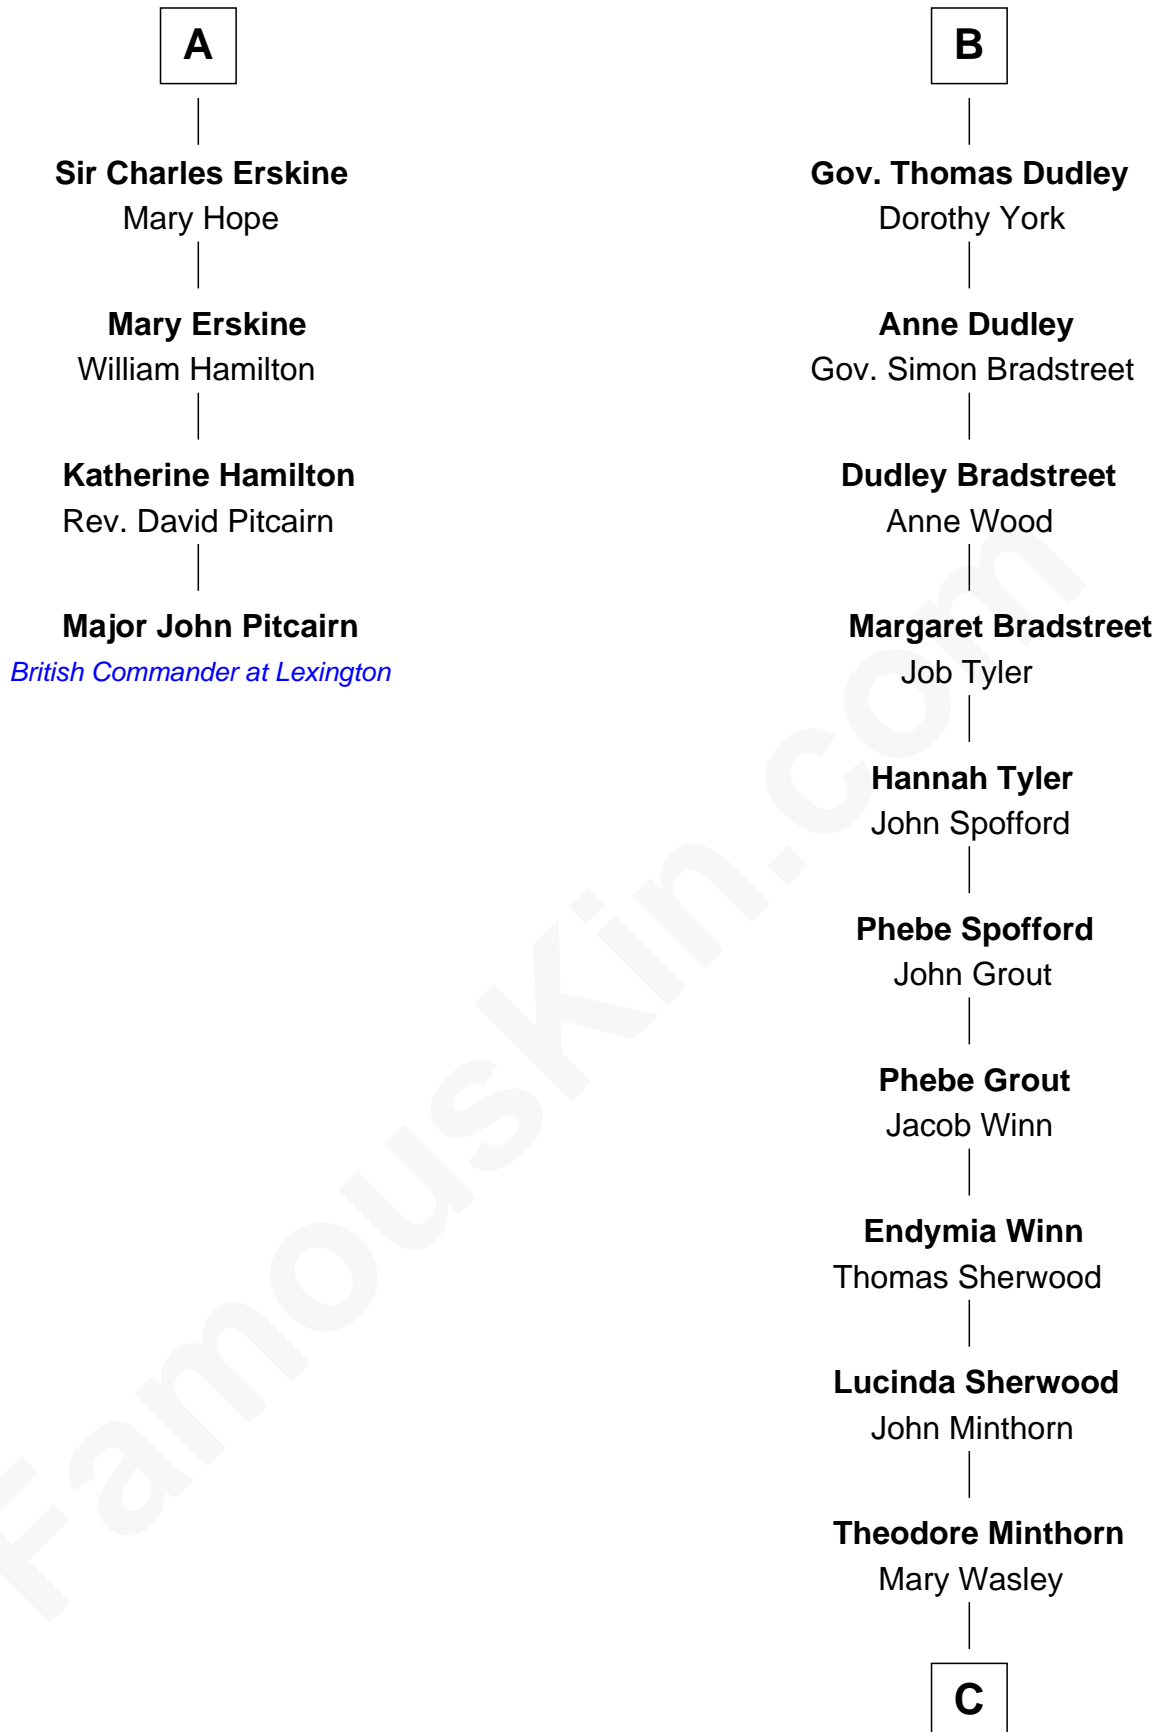 A
Sir Charles Erskine
Mary Hope
Mary Erskine
William Hamilton
Katherine Hamilton
Rev. David Pitcairn
Major John Pitcairn
British Commander at Lexington
B
Gov. Thomas Dudley
Dorothy York
Anne Dudley
Gov. Simon Bradstreet
Dudley Bradstreet
Anne Wood
Margaret Bradstreet
Job Tyler
Hannah Tyler
John Spofford
Phebe Spofford
John Grout
Phebe Grout
Jacob Winn
Endymia Winn
Thomas Sherwood
Lucinda Sherwood
John Minthorn
Theodore Minthorn
Mary Wasley
C
FamousKin.com